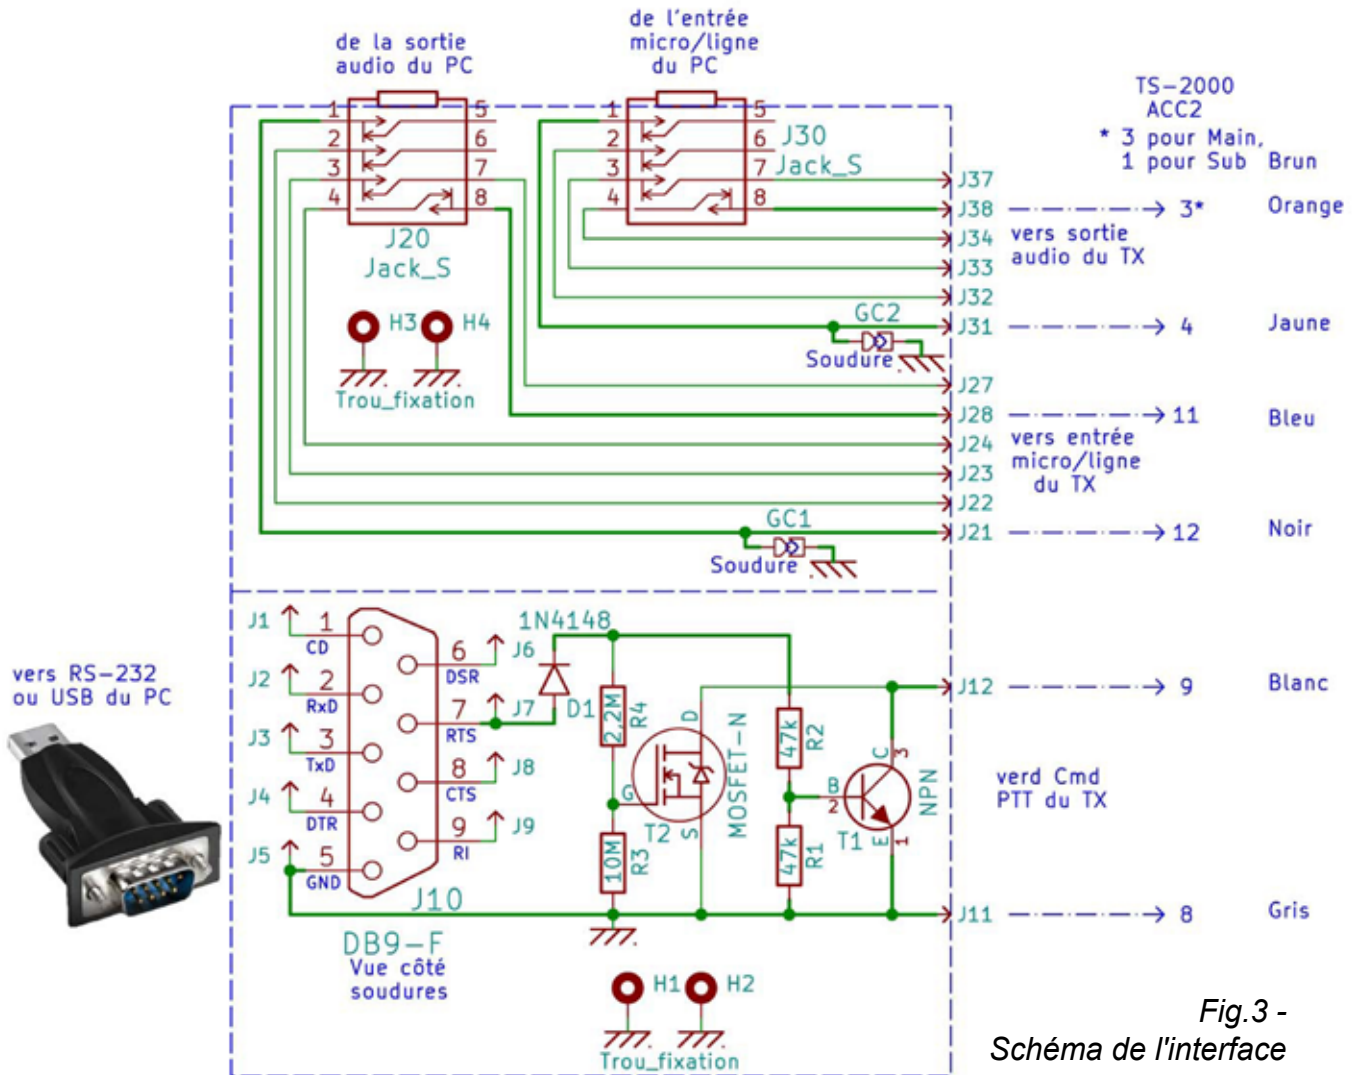 de la sortie
audio du PC
de l'entrée
micro/ligne
du PC
TS-2000
ACC2
* 3 pour Main,
1 pour Sub
Brun
1
2
3
4
5
6
7
8
J20
Jack_S
1
2
3
4
5
6
7
8
J30
Jack_S
J37
J38
3*
Orange
J34
vers sortie
audio du TX
J33
J32
J31
4
Jaune
GC2
Soudure
H3
H4
Trou_fixation
J27
J28
11
Bleu
J24
vers entrée
micro/ligne
du TX
J23
J22
J21
12
Noir
GC1
Soudure
vers RS-232
ou USB du PC
J1
1
CD
J2
2
RxD
J3
3
TxD
J4
4
DTR
J5
5
GND
6
DSR
J6
7
RTS
J7
8
CTS
J8
9
RI
J9
J10
DB9-F
Vue côté
soudures
1N4148
D1
2,2M
R4
10M
R3
G
D
S
T2
MOSFET-N
47k
R2
47k
R1
B
2
C
3
E
1
T1
NPN
J12
9
Blanc
verd Cmd
PTT du TX
J11
8
Gris
H1
H2
Trou_fixation
Fig.3 -
Schéma de l'interface